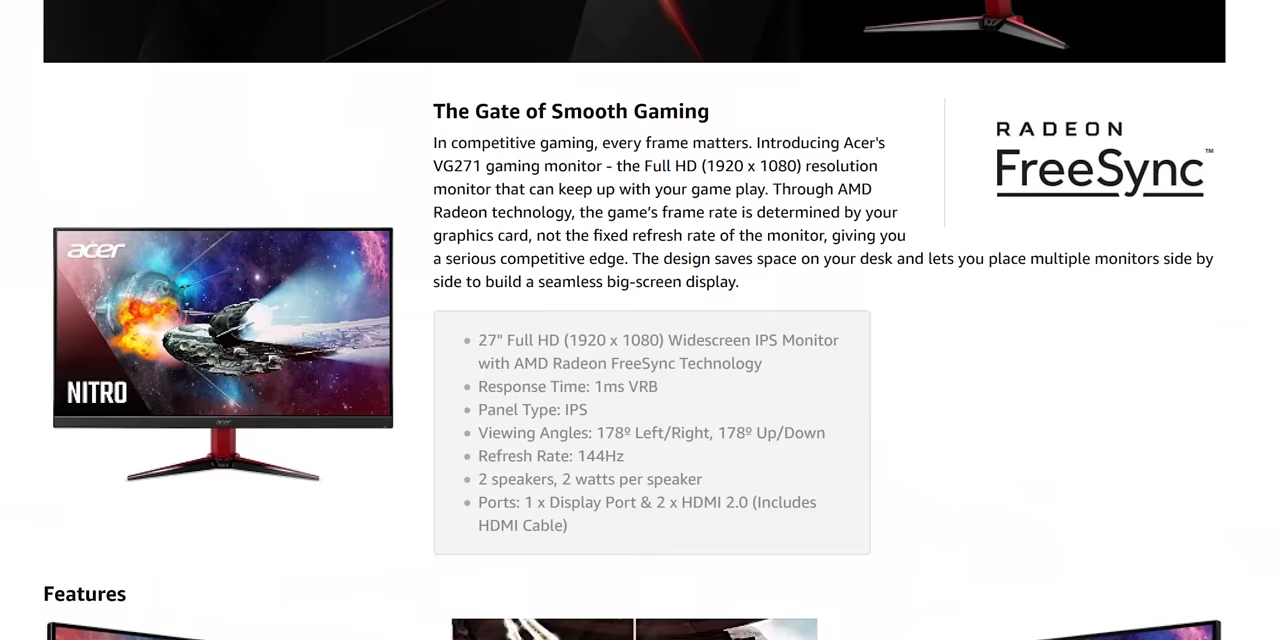 The Gate of Smooth Gaming
In competitive gaming, every frame matters. Introducing Acer's
VG271 gaming monitor - the Full HD (1920 x 1080) resolution
monitor that can keep up with your game play. Through AMD
Radeon technology, the game’s frame rate is determined by your
graphics card, not the fixed refresh rate of the monitor, giving you
a serious competitive edge. The design saves space on your desk and lets you place multiple monitors side by
side to build a seamless big-screen display.
RADEON
FreeSync™
acer
NITRO
acer
• 27" Full HD (1920 x 1080) Widescreen IPS Monitor
with AMD Radeon FreeSync Technology
• Response Time: 1ms VRB
• Panel Type: IPS
• Viewing Angles: 178º Left/Right, 178º Up/Down
• Refresh Rate: 144Hz
• 2 speakers, 2 watts per speaker
• Ports: 1 x Display Port & 2 x HDMI 2.0 (Includes
HDMI Cable)
Features